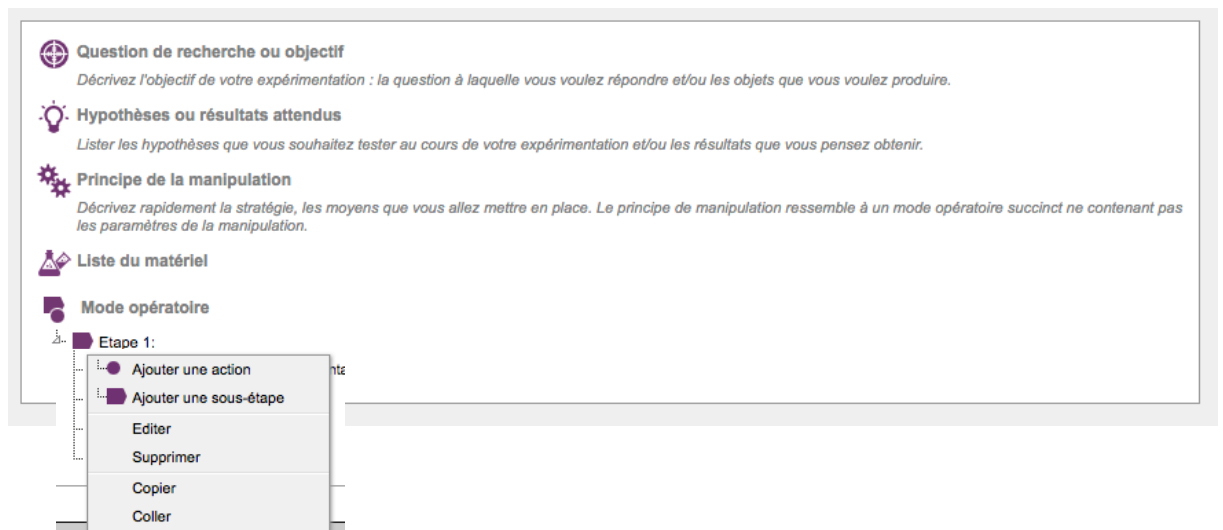 Question de recherche ou objectif
Décrivez l'objectif de votre expérimentation : la question à laquelle vous voulez répondre et/ou les objets que vous voulez produire.
Hypothèses ou résultats attendus
Lister les hypothèses que vous souhaitez tester au cours de votre expérimentation et/ou les résultats que vous pensez obtenir.
Principe de la manipulation
Décrivez rapidement la stratégie, les moyens que vous allez mettre en place. Le principe de manipulation ressemble à un mode opératoire succinct ne contenant pas
les paramètres de la manipulation.
Liste du matériel
Mode opératoire
Etape 1:
Ajouter une action
Ajouter une sous-étape
Editer
Supprimer
Copier
Coller